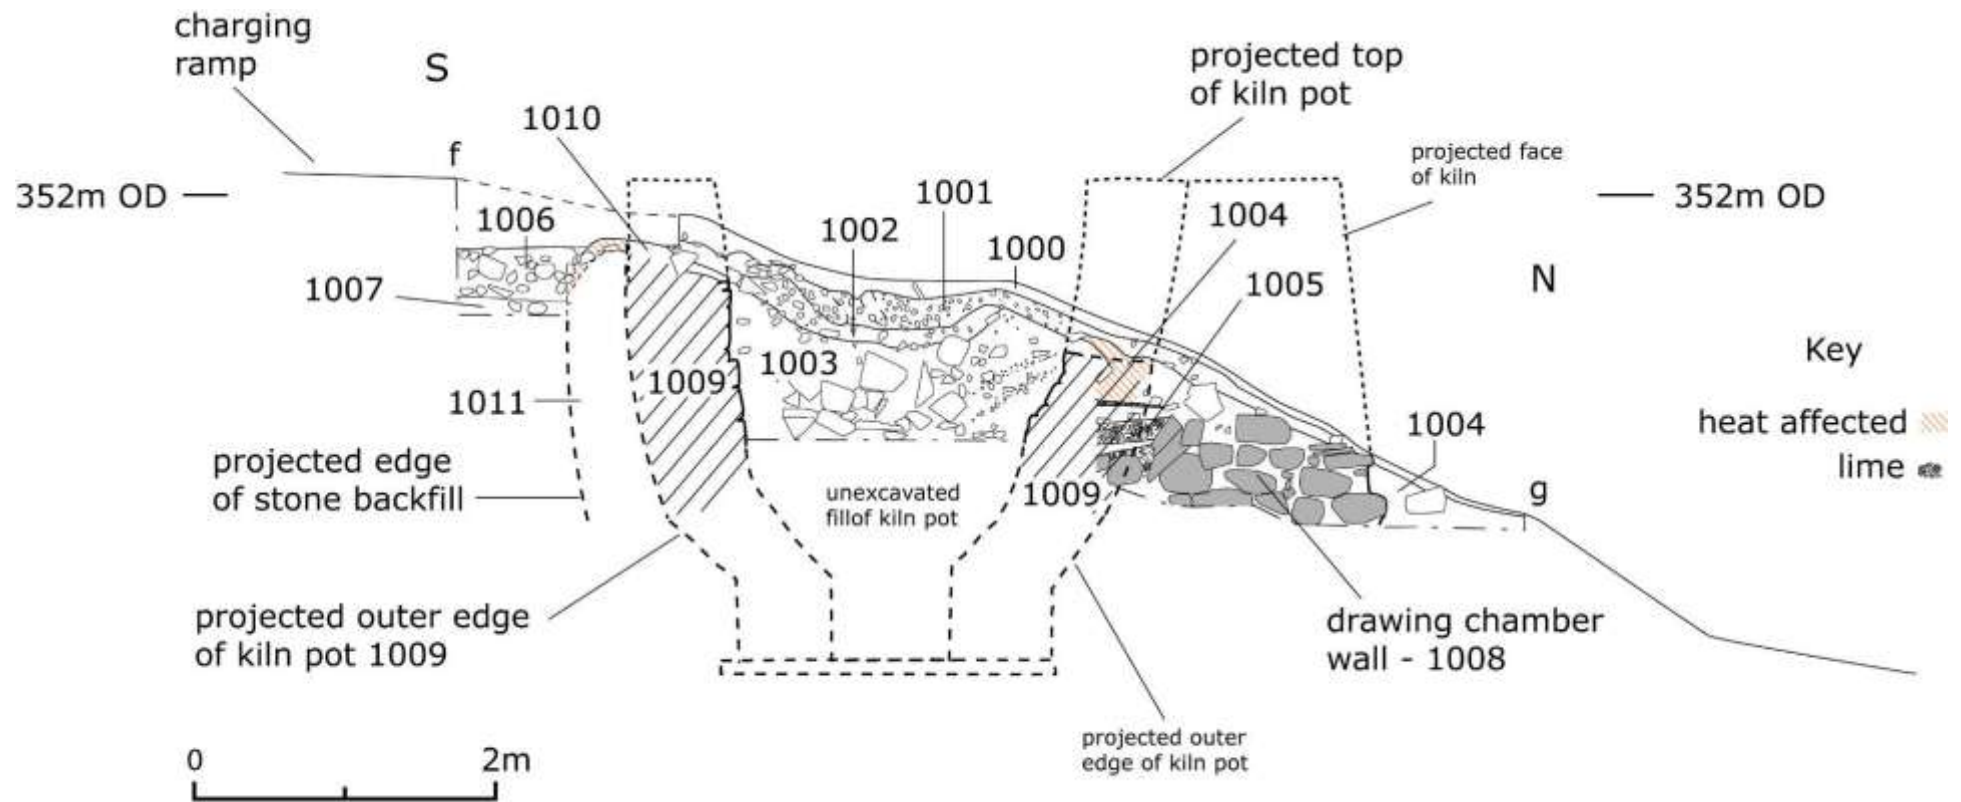 charging
ramp
S
projected top
of kiln pot
1010
f
projected face
of kiln
352m OD
1006
1001
1002
1004
352m OD
1000
1007
1005
N
Key
1003
1009
1011
heat affected
1004
projected edge
of stone backfill
lime
unexcavated
fillof kiln pot
1009
g
projected outer edge
of kiln pot 1009
drawing chamber
wall - 1008
projected outer
edge of kiln pot
0
2m